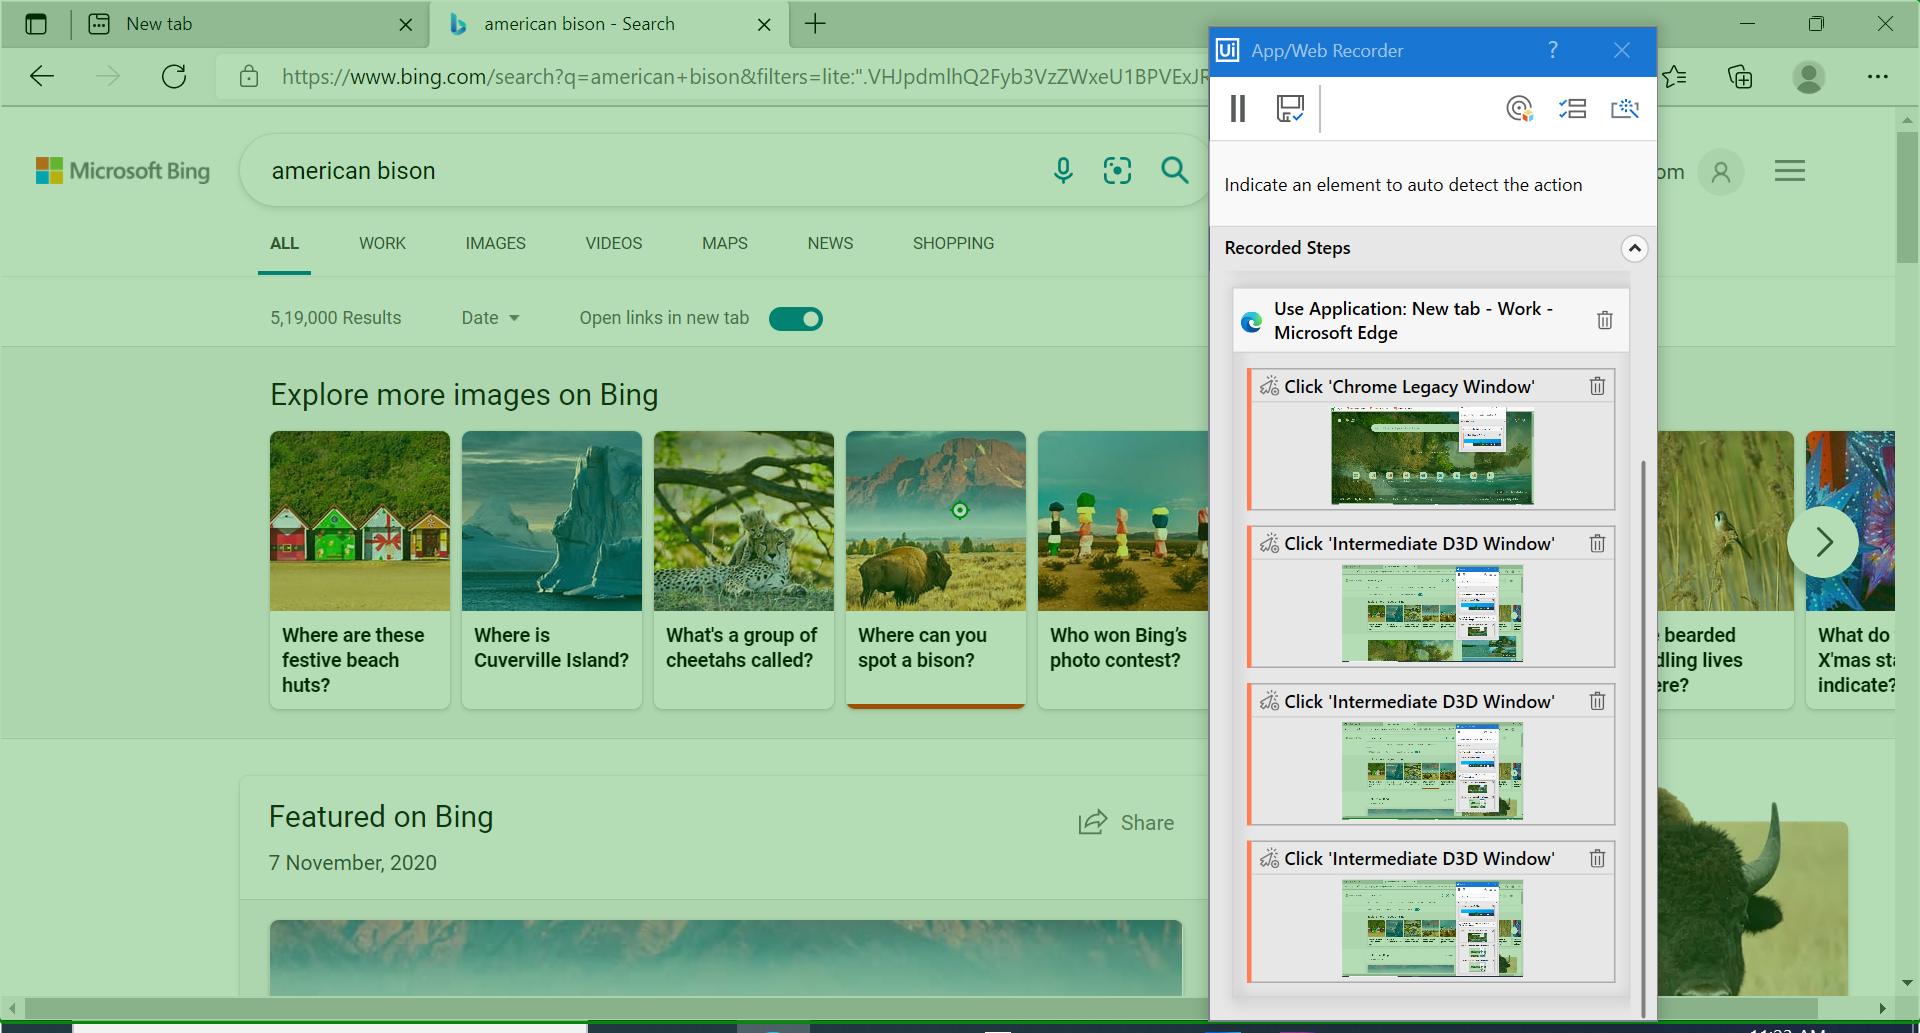 New tab
american bison - Search
https://www.bing.com/search?q=american+bison&filters=lite:".VHJpdmlhQ2Fyb3VzZWxeU1BPVExJR
Ui App/Web Recorder ?
Microsoft Bing
american bison
Indicate an element to auto detect the action
om
ALL WORK IMAGES VIDEOS MAPS NEWS SHOPPING
Recorded Steps
5,19,000 Results Date Open links in new tab
Use Application: New tab - Work -
Microsoft Edge
Explore more images on Bing
Click 'Chrome Legacy Window'
Click 'Intermediate D3D Window'
Click 'Intermediate D3D Window'
Click 'Intermediate D3D Window'
Where are these
festive beach
huts?
Where is
Cuverville Island?
What's a group of
cheetahs called?
Where can you
spot a bison?
Who won Bing's
photo contest?
bearded
dling lives
ere?
What do
X'mas sta
indicate?
Featured on Bing
Share
7 November, 2020